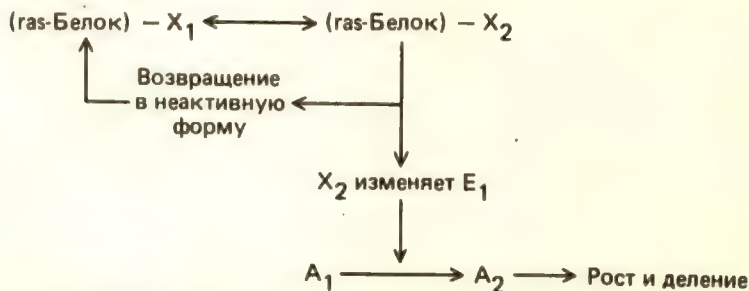 (ras-Белок) – X₁ (ras-Белок) – X₂
Возвращение
в неактивную
форму
X₂ изменяет E₁
A₁ A₂ Рост и деление